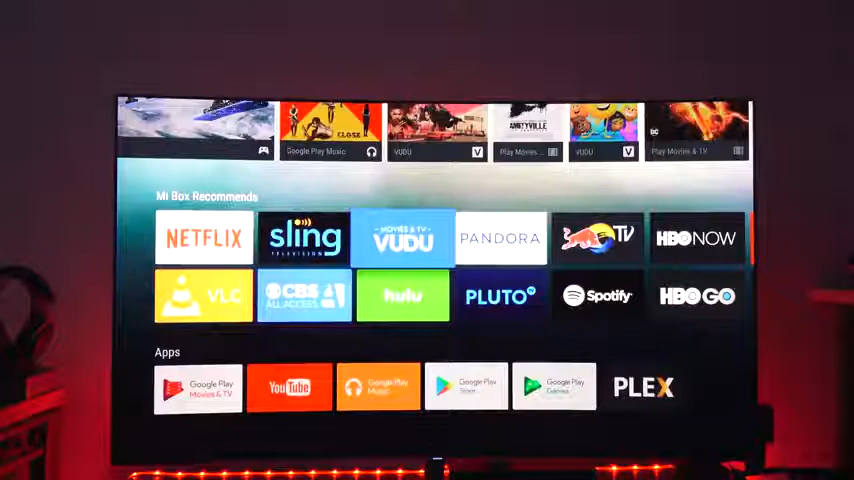 CLOSE
AMITYVILLE
DC
Google Play Music
VUDU
V
Play Movies ...
VUDU
V
Play Movies & TV
Mi Box Recommends
NETFLIX
sling
TELEVISION
MOVIES & TV
VUDU
PANDORA
TV
HBO NOW
VLC
CBS
ALL ACCESS
hulu
PLUTO TV
Spotify
HBO GO
Apps
Google Play
Movies & TV
YouTube
Google Play
Music
Google Play
Store
Google Play
Games
PLEX